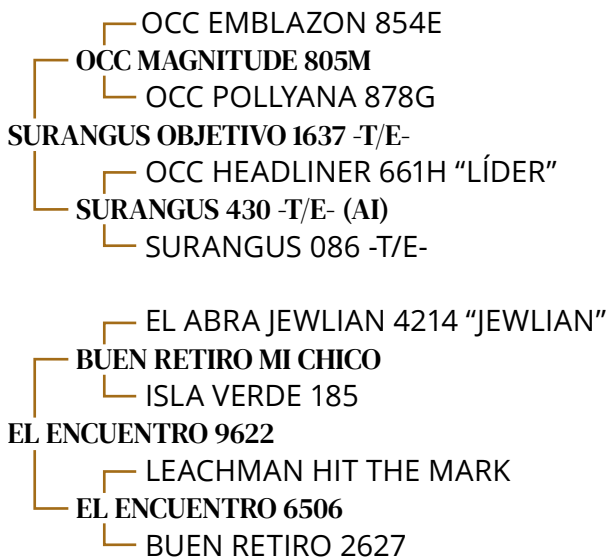 OCC EMBLAZON 854E
OCC MAGNITUDE 805M
OCC POLLYANA 878G
SURANGUS OBJETIVO 1637 -T/E-
OCC HEADLINER 661H “LÍDER”
SURANGUS 430 -T/E- (AI)
SURANGUS 086 -T/E-
EL ABRA JEWLIAN 4214 “JEWLIAN”
BUEN RETIRO MI CHICO
ISLA VERDE 185
EL ENCUENTRO 9622
LEACHMAN HIT THE MARK
EL ENCUENTRO 6506
BUEN RETIRO 2627